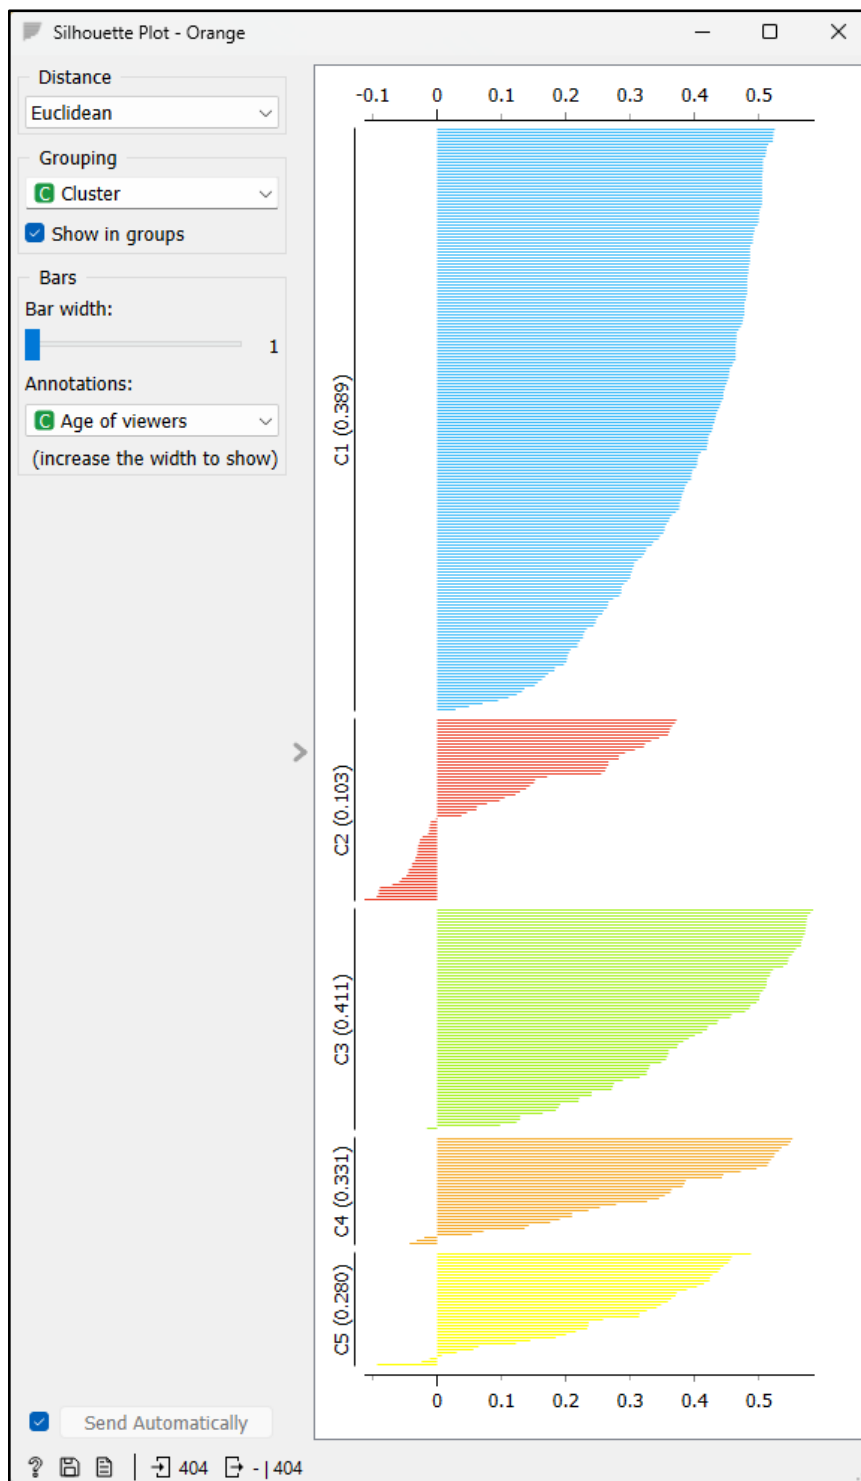 Silhouette Plot - Orange
Distance
Euclidean
Grouping
C Cluster
Show in groups
Bars
Bar width:
1
Annotations:
C Age of viewers
(increase the width to show)
Send Automatically
? 404 - | 404
-0.1 0 0.1 0.2 0.3 0.4 0.5
C1 (0.389)
C2 (0.103)
C3 (0.411)
C4 (0.331)
C5 (0.280)
0 0.1 0.2 0.3 0.4 0.5